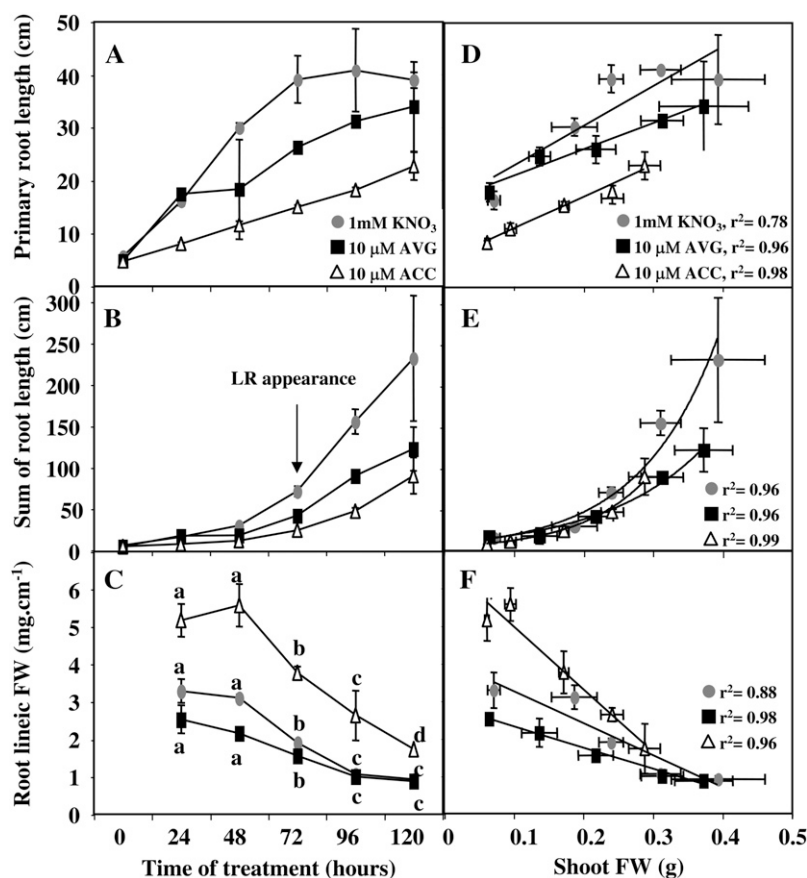 A
Primary root length (cm)
50
40
30
20
10
0
1mM KNO₃
10 μM AVG
10 μM ACC
D
1mM KNO₃, r²= 0.78
10 μM AVG, r²= 0.96
10 μM ACC, r²= 0.98
B
Sum of root length (cm)
300
250
200
150
100
50
0
LR appearance
E
r²= 0.96
r²= 0.96
r²= 0.99
C
Root lineic FW (mg.cm⁻¹)
6
5
4
3
2
1
0
a
a
b
c
d
a
a
b
c
c
a
a
b
c
c
0
24
48
72
96
120
Time of treatment (hours)
F
r²= 0.88
r²= 0.98
r²= 0.96
0
0.1
0.2
0.3
0.4
0.5
Shoot FW (g)